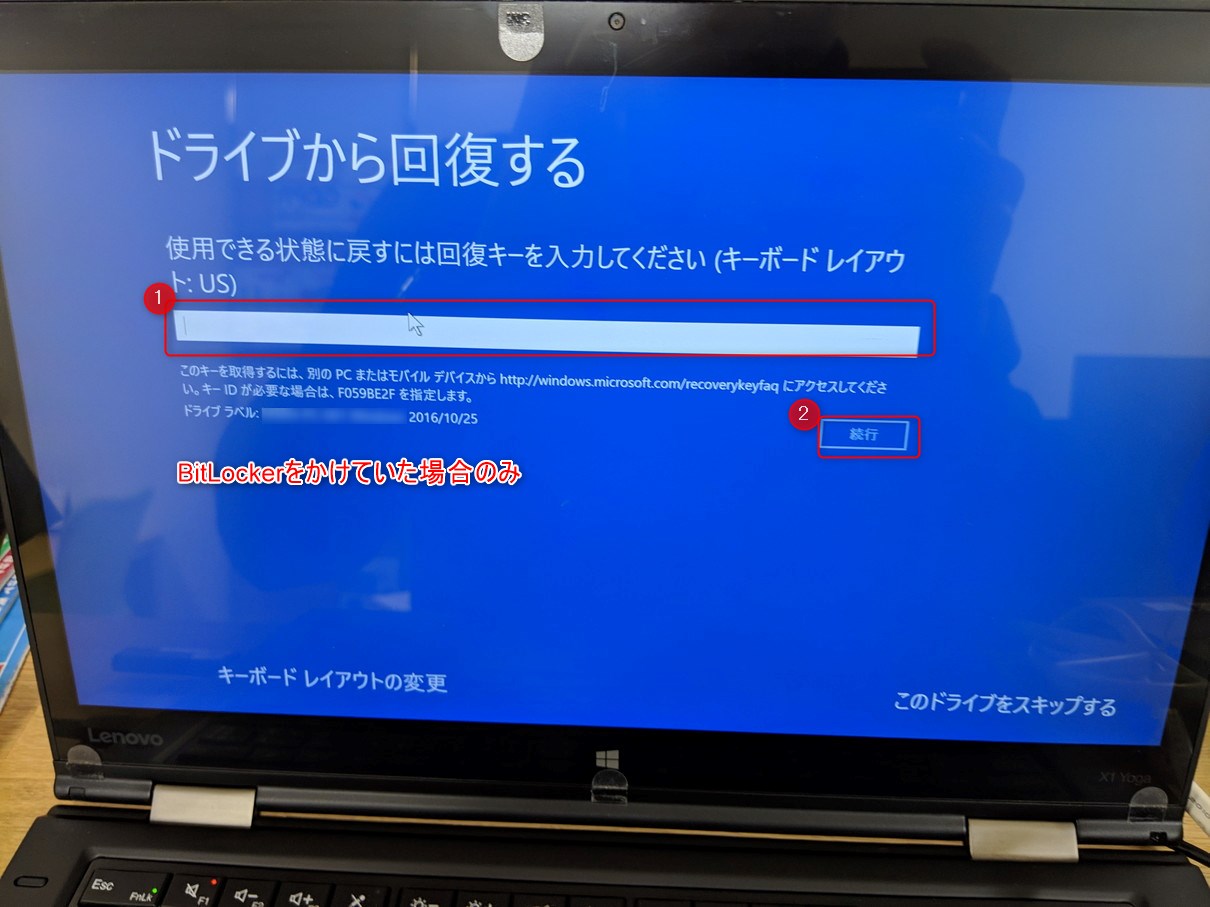 ドライブから回復する
使用できる状態に戻すには回復キーを入力してください (キーボード レイアウ
ト: US)
1
このキーを取得するには、別の PC またはモバイル デバイスから http://windows.microsoft.com/recoverykeyfaq にアクセスしてくださ
い。キー ID が必要な場合は、F059BE2F を指定します。
ドライブ ラベル: 2016/10/25
2
続行
BitLockerをかけていた場合のみ
キーボード レイアウトの変更
このドライブをスキップする
Lenovo
X1 Yoga
Esc
FnLk
F1
F2